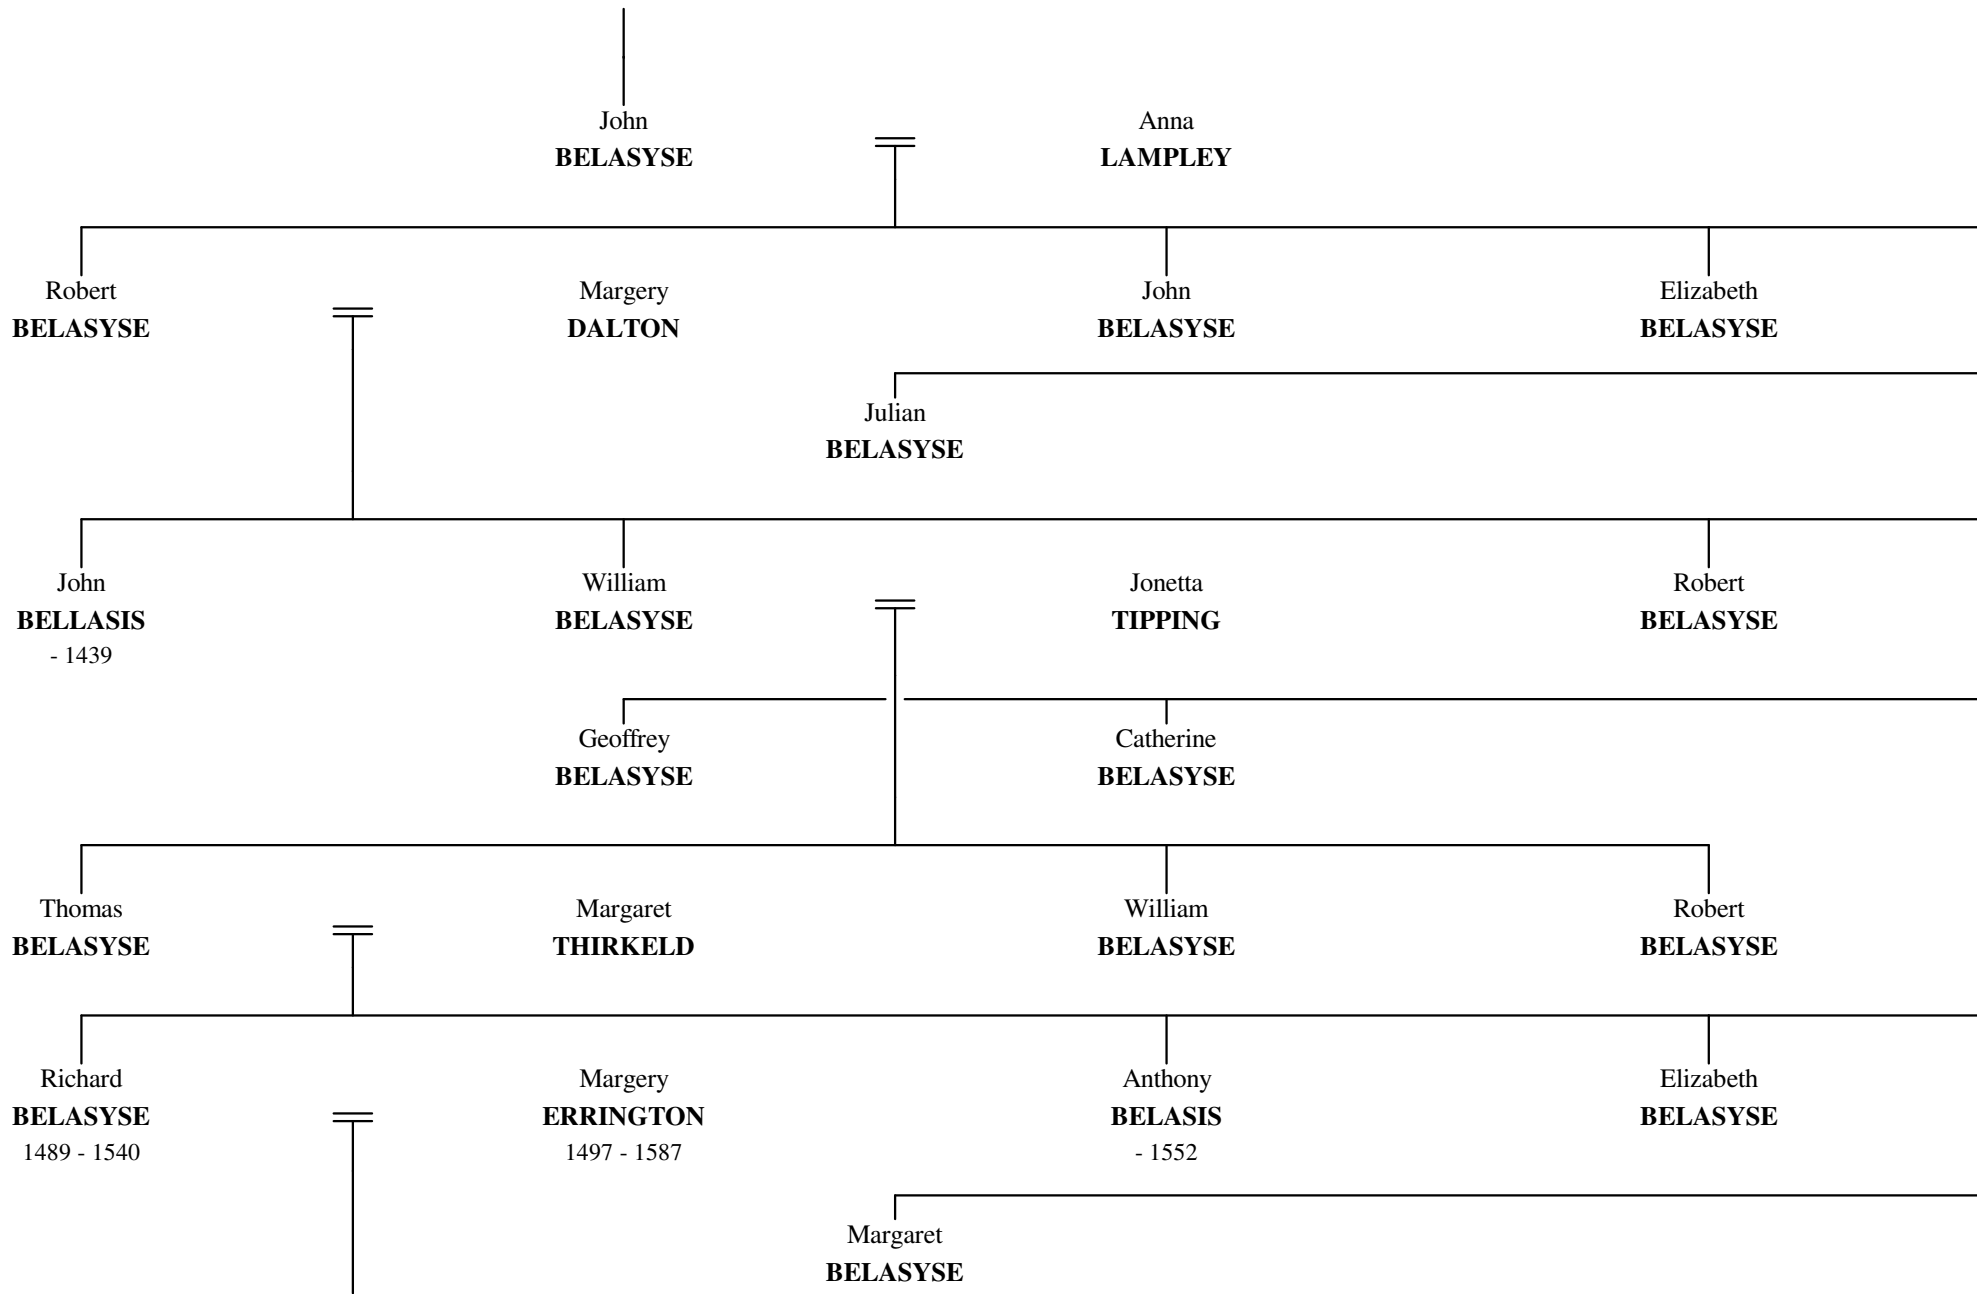 John
BELASYSE
Anna
LAMPLEY
Robert
BELASYSE
Margery
DALTON
John
BELASYSE
Elizabeth
BELASYSE
Julian
BELASYSE
John
BELLASIS
- 1439
William
BELASYSE
Jonetta
TIPPING
Robert
BELASYSE
Geoffrey
BELASYSE
Catherine
BELASYSE
Thomas
BELASYSE
Margaret
THIRKELD
William
BELASYSE
Robert
BELASYSE
Richard
BELASYSE
1489 - 1540
Margery
ERRINGTON
1497 - 1587
Anthony
BELASIS
- 1552
Elizabeth
BELASYSE
Margaret
BELASYSE